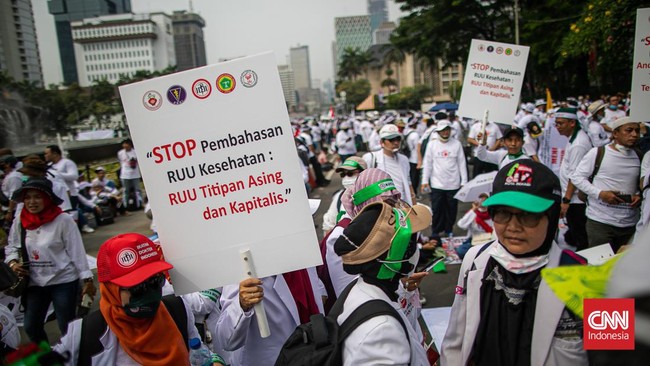 "STOP Pembahasan
RUU Kesehatan :
RUU Titipan Asing
dan Kapitalis."
"STOP Pembahasan
RUU Kesehatan :
RUU Titipan Asing
dan Kapitalis."
CNN
Indonesia